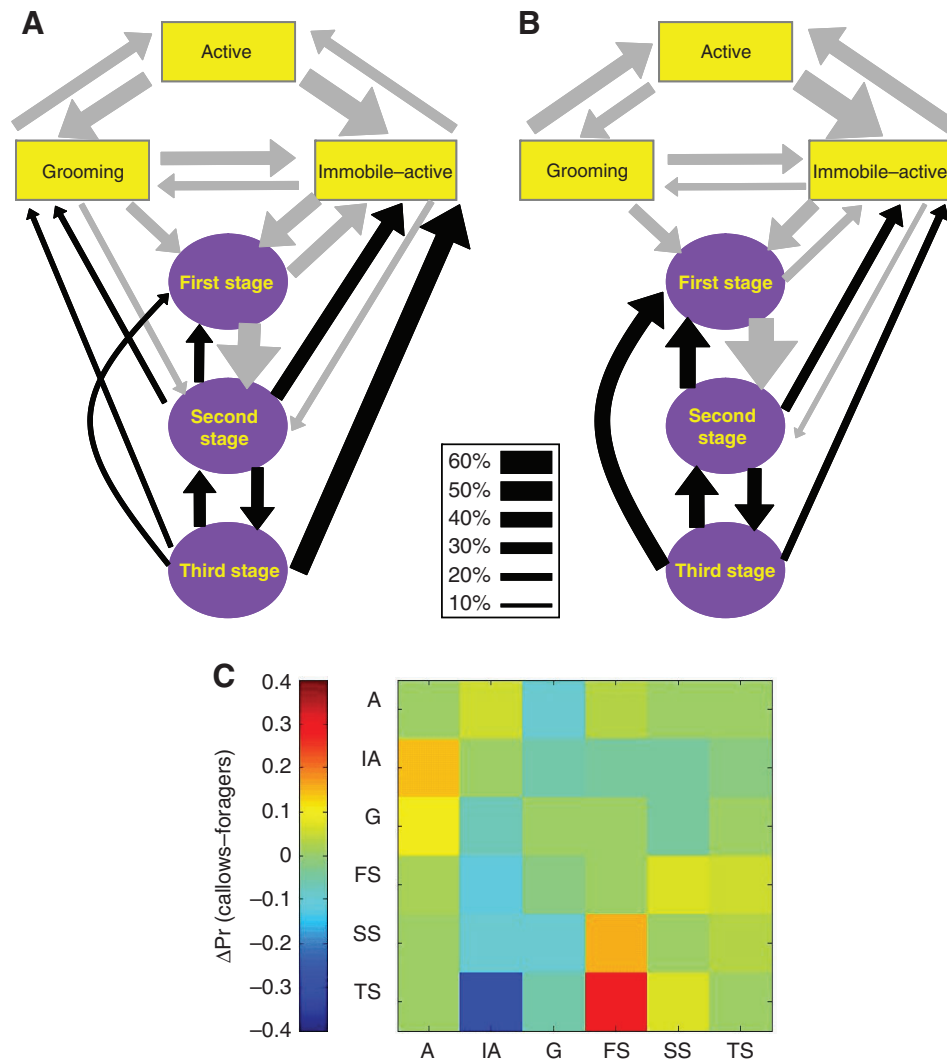 A
Active
Grooming
Immobile–active
First stage
Second
stage
Third stage
B
Active
Grooming
Immobile–active
First stage
Second
stage
Third stage
60%
50%
40%
30%
20%
10%
C
ΔPr (callows–foragers)
0.4
0.3
0.2
0.1
0
–0.1
–0.2
–0.3
–0.4
A
IA
G
FS
SS
TS
A IA G FS SS TS